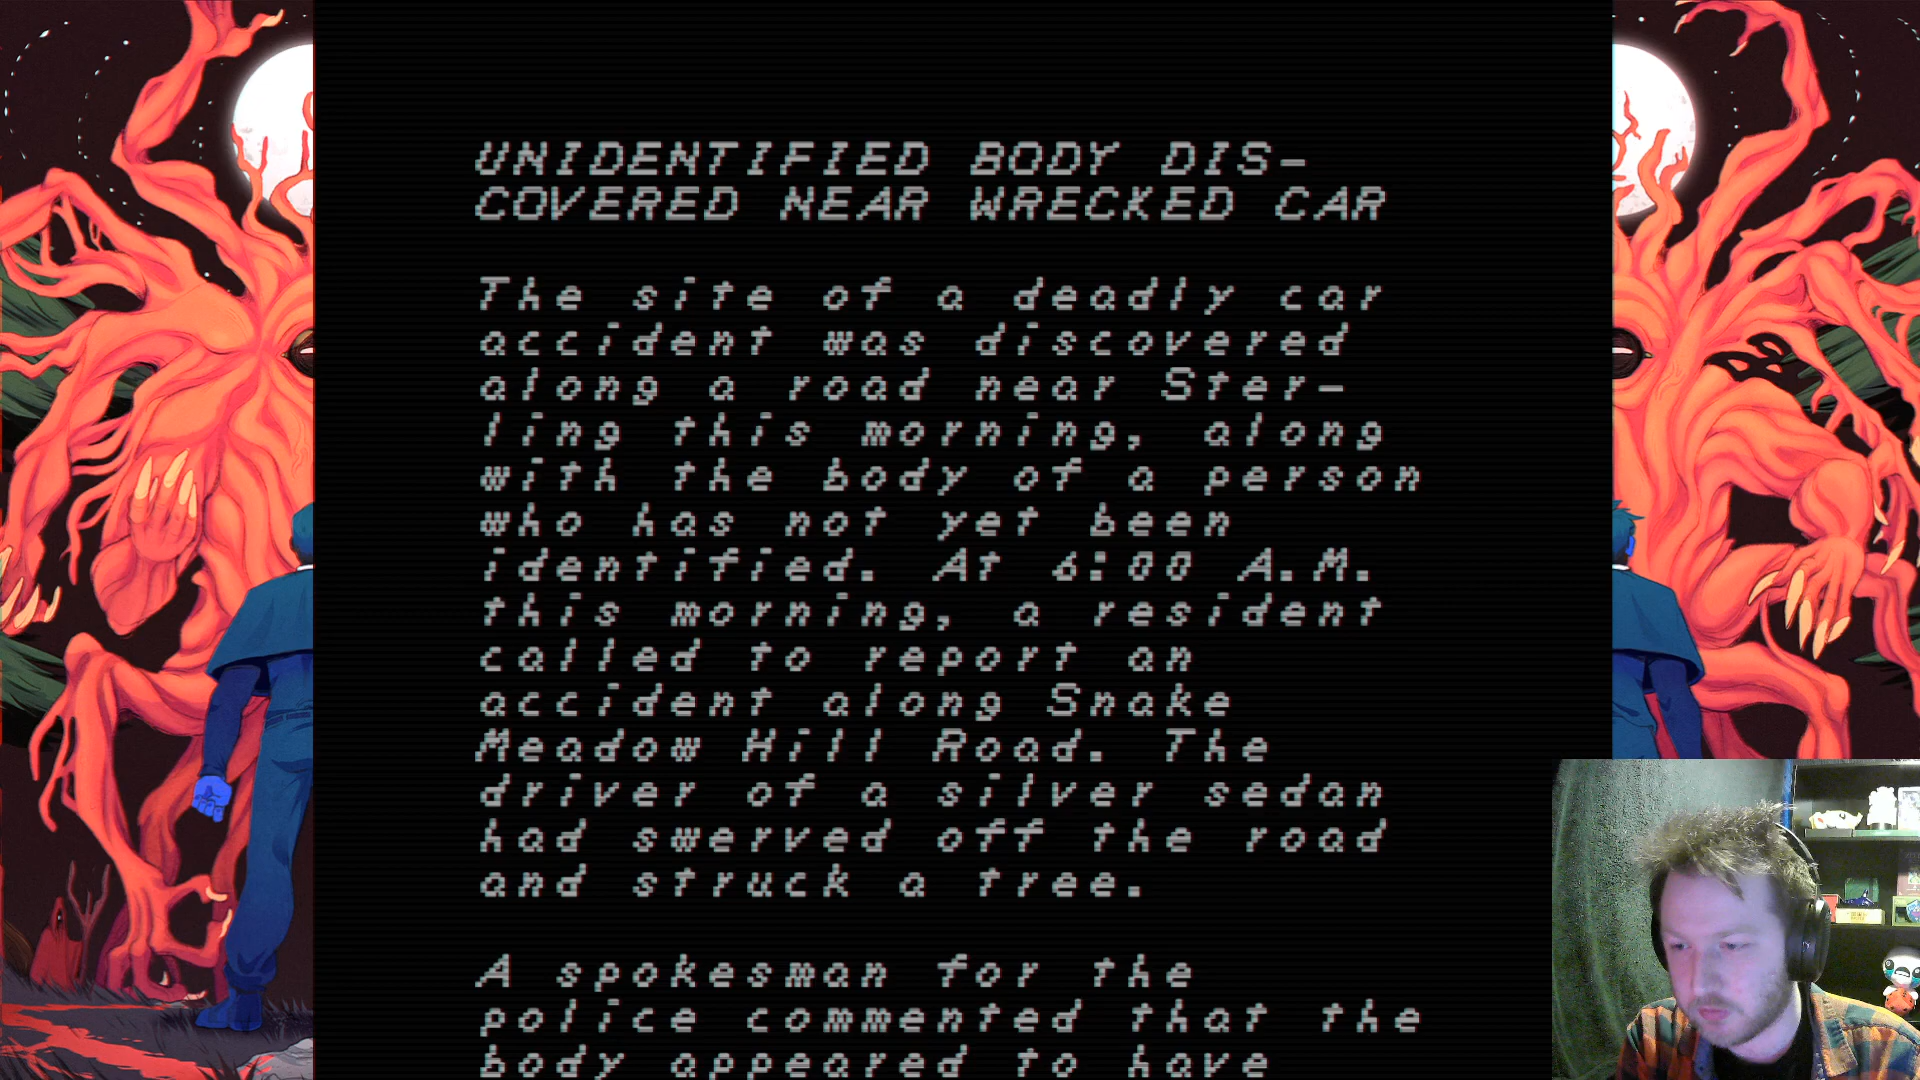 UNIDENTIFIED BODY DIS-
COVERED NEAR WRECKED CAR
The site of a deadly car
accident was discovered
along a road near Ster-
ling this morning, along
with the body of a person
who has not yet been
identified. At 6:00 A.M.
this morning, a resident
called to report an
accident along Snake
Meadow Hill Road. The
driver of a silver sedan
had swerved off the road
and struck a tree.
A spokesman for the
police commented that the
body appeared to have